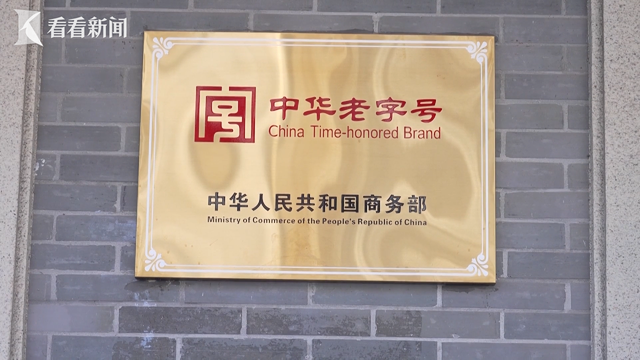 看看新闻
中华老字号
China Time-honored Brand
中华人民共和国商务部
Ministry of Commerce of the People's Republic of China